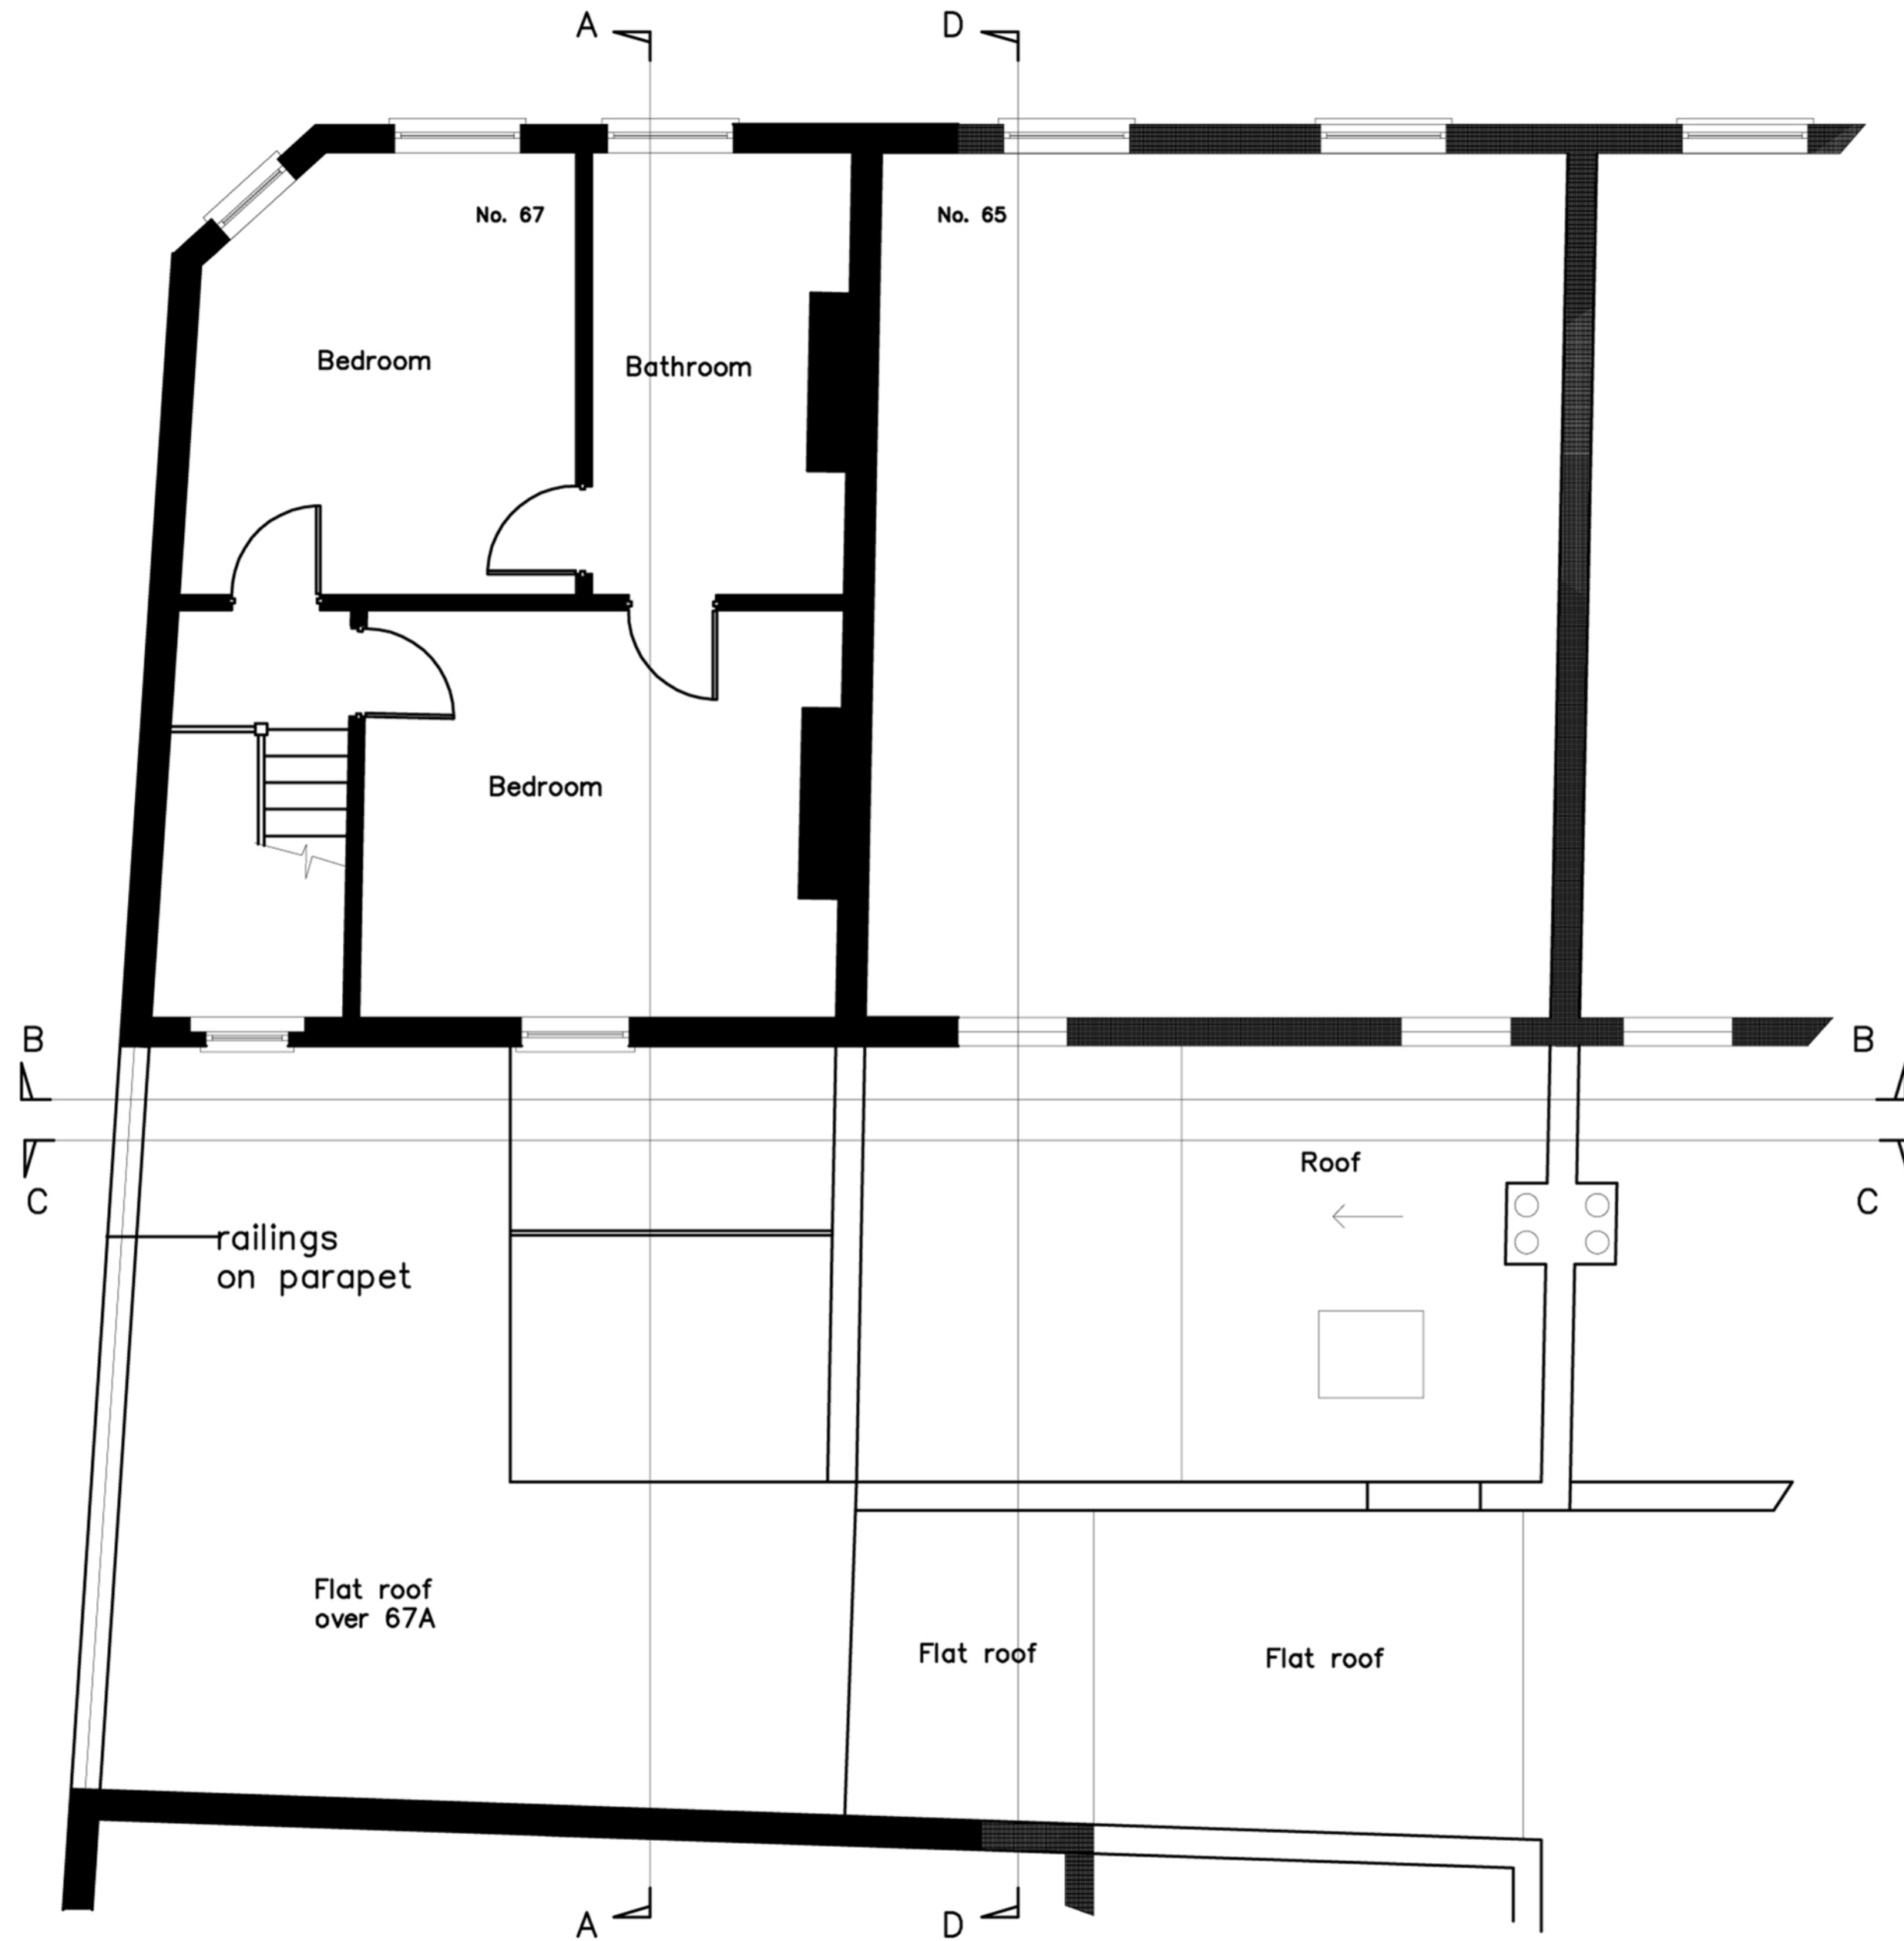 A
D
No. 67
No. 65
Bedroom
Bathroom
Bedroom
B
B
Roof
C
C
railings
on parapet
Flat roof
over 67A
Flat roof
Flat roof
A
D